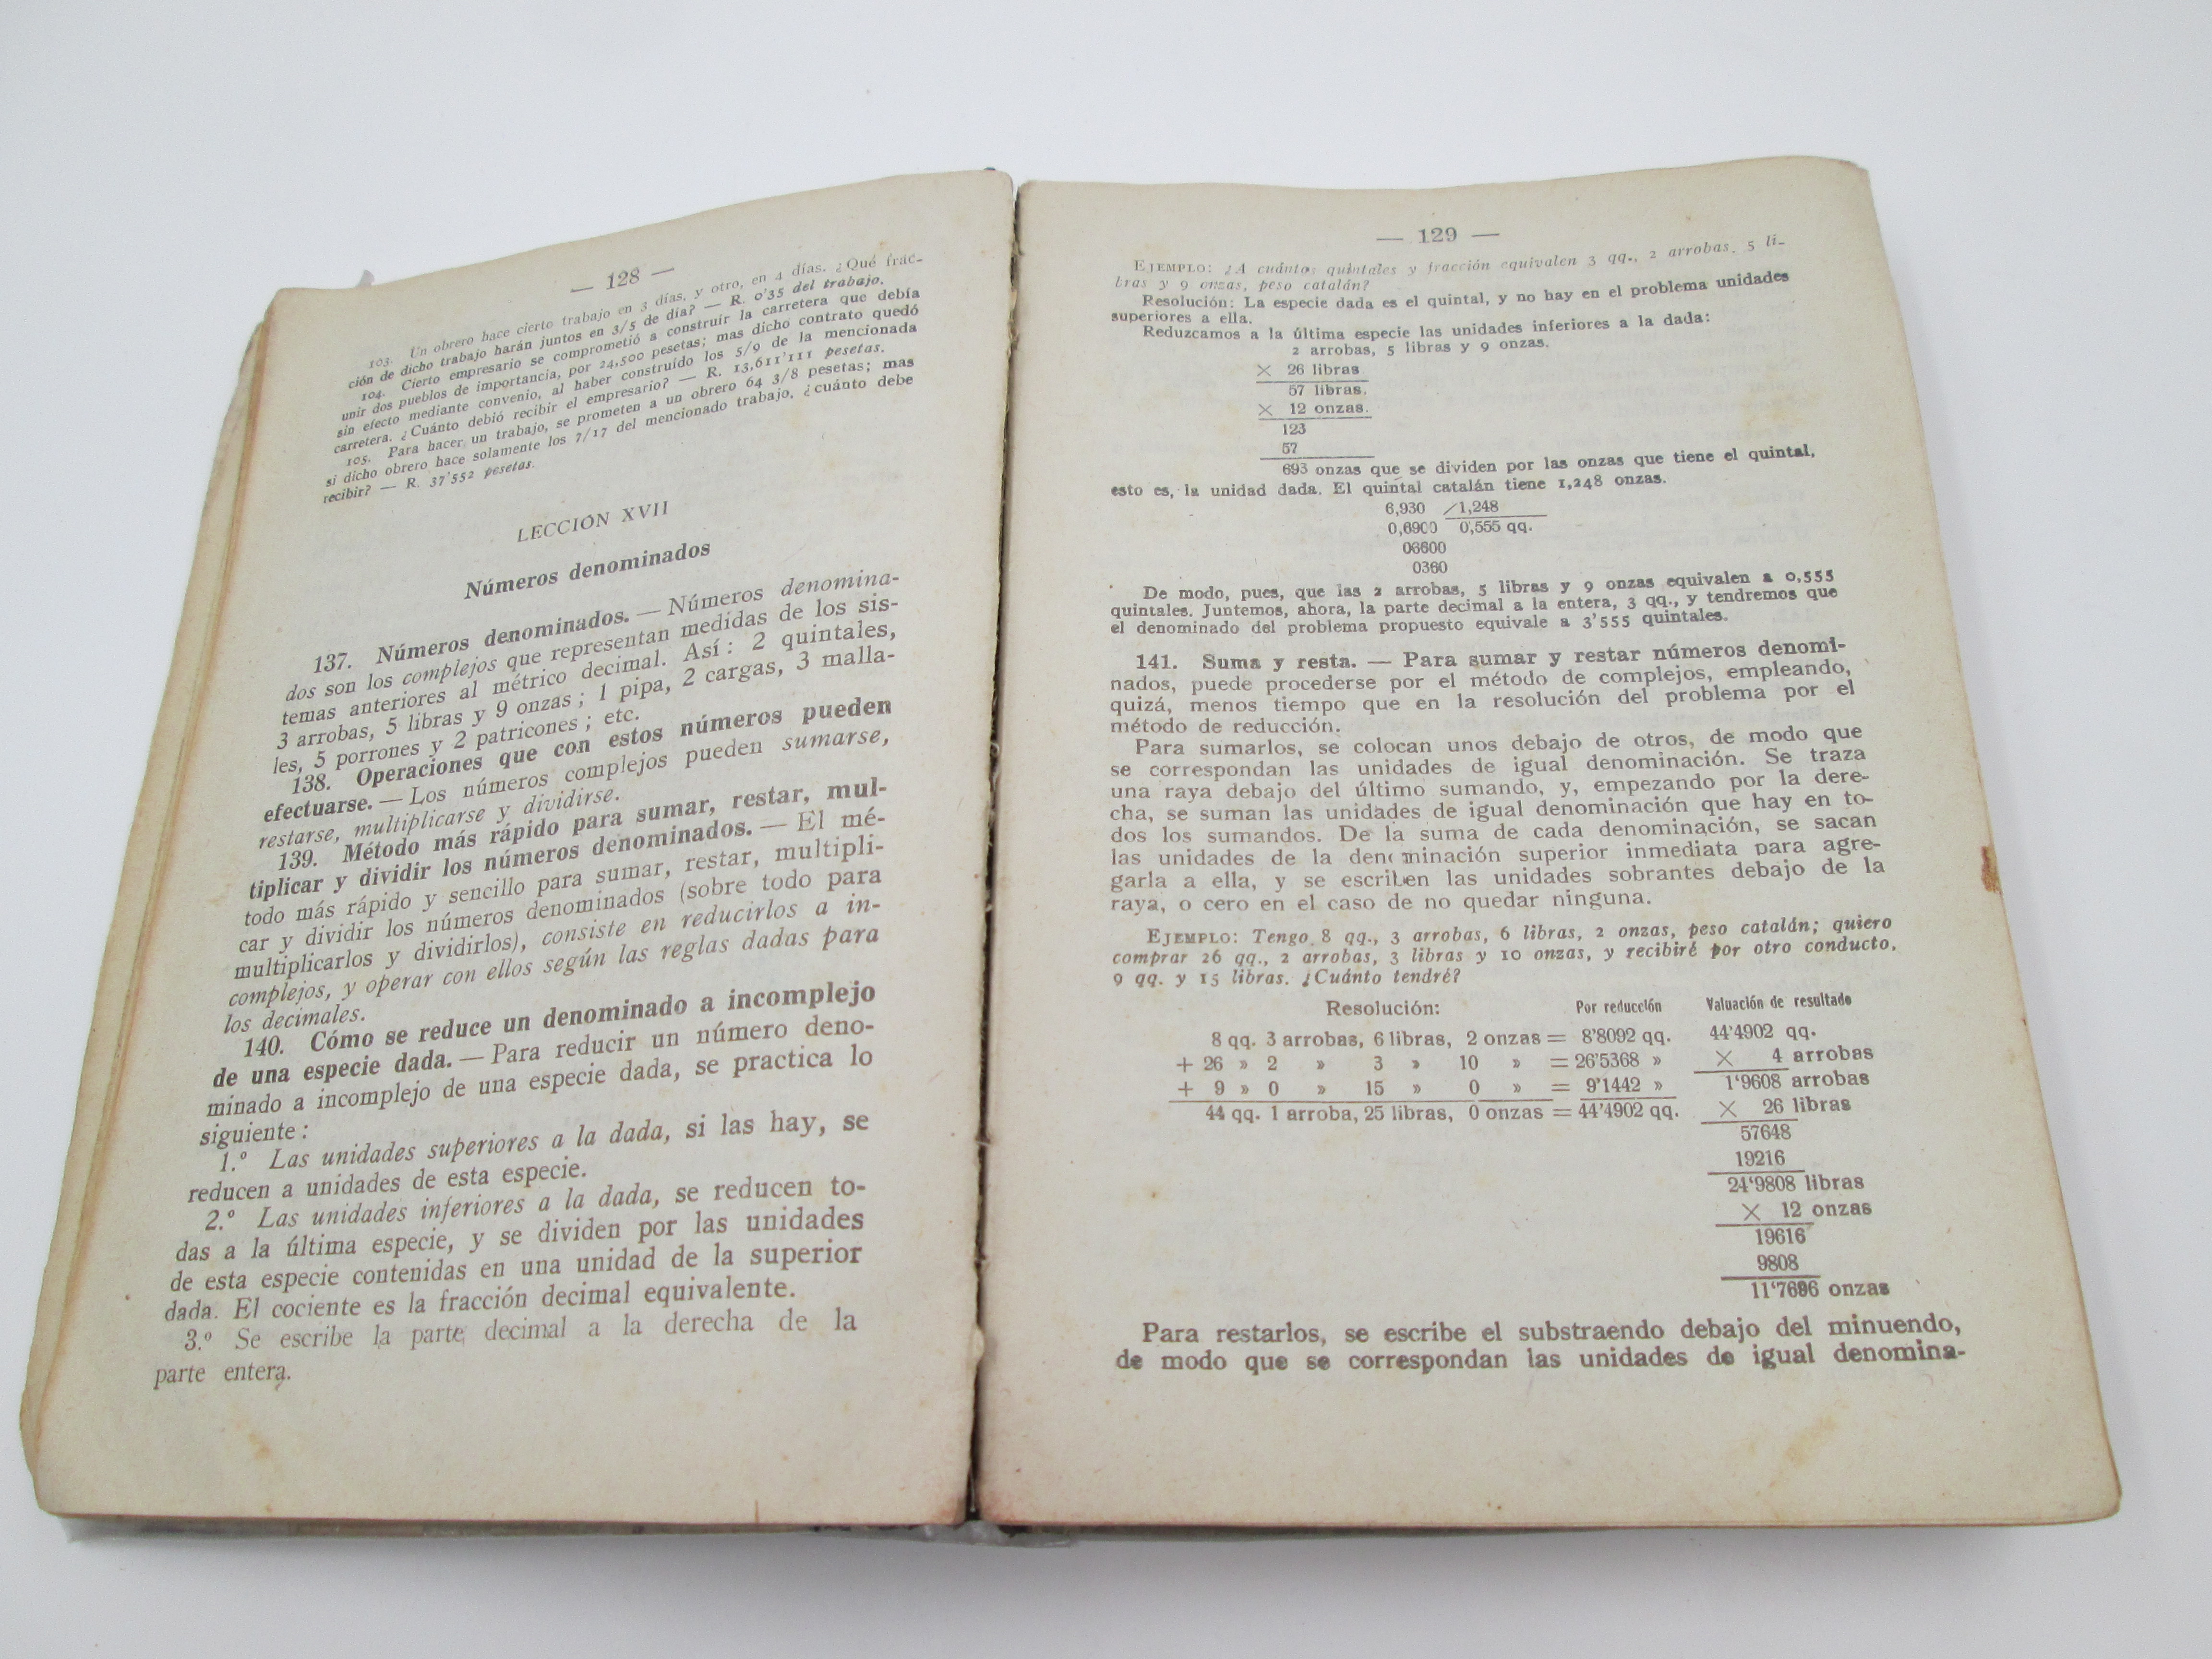 — 128 —
103. Un obrero hace cierto trabajo en 3 días, y otro, en 4 días. ¿Qué frac-
ción de dicho trabajo harán juntos en 3/5 de día? — R. 0'35 del trabajo.
104. Cierto empresario se comprometió a construir la carretera que debía
unir dos pueblos de importancia, por 24,500 pesetas; mas dicho contrato quedó
sin efecto mediante convenio, al haber construído los 5/9 de la mencionada
carretera. ¿Cuánto debió recibir el empresario? — R. 13,611'111 pesetas.
105. Para hacer un trabajo, se prometen a un obrero 64 3/8 pesetas; mas
si dicho obrero hace solamente los 7/17 del mencionado trabajo, ¿cuánto debe
recibir? — R. 37'552 pesetas.
LECCIÓN XVII
Números denominados
137. Números denominados. — Números denomina-
dos son los complejos que representan medidas de los sis-
temas anteriores al métrico decimal. Así: 2 quintales,
3 arrobas, 5 libras y 9 onzas; 1 pipa, 2 cargas, 3 malla-
les, 5 porrones y 2 patricones; etc.
138. Operaciones que con estos números pueden
efectuarse. — Los números complejos pueden sumarse,
restarse, multiplicarse y dividirse.
139. Método más rápido para sumar, restar, mul-
tiplicar y dividir los números denominados. — El mé-
todo más rápido y sencillo para sumar, restar, multipli-
car y dividir los números denominados (sobre todo para
multiplicarlos y dividirlos), consiste en reducirlos a in-
complejos, y operar con ellos según las reglas dadas para
los decimales.
140. Cómo se reduce un denominado a incomplejo
de una especie dada. — Para reducir un número deno-
minado a incomplejo de una especie dada, se practica lo
siguiente:
1.º Las unidades superiores a la dada, si las hay, se
reducen a unidades de esta especie.
2.º Las unidades inferiores a la dada, se reducen to-
das a la última especie, y se dividen por las unidades
de esta especie contenidas en una unidad de la superior
dada. El cociente es la fracción decimal equivalente.
3.º Se escribe la parte decimal a la derecha de la
parte entera.
— 129 —
EJEMPLO: ¿A cuántos quintales y fracción equivalen 3 qq., 2 arrobas, 5 li-
bras y 9 onzas, peso catalán?
Resolución: La especie dada es el quintal, y no hay en el problema unidades
superiores a ella.
Reduzcamos a la última especie las unidades inferiores a la dada:
2 arrobas, 5 libras y 9 onzas.
× 26 libras
57 libras.
× 12 onzas.
123
57
693 onzas que se dividen por las onzas que tiene el quintal,
esto es, la unidad dada. El quintal catalán tiene 1,248 onzas.
6,930 /1,248
0,6900 0,555 qq.
06600
0360
De modo, pues, que las 2 arrobas, 5 libras y 9 onzas equivalen a 0,555
quintales. Juntemos, ahora, la parte decimal a la entera, 3 qq., y tendremos que
el denominado del problema propuesto equivale a 3'555 quintales.
141. Suma y resta. — Para sumar y restar números denomi-
nados, puede procederse por el método de complejos, empleando,
quizá, menos tiempo que en la resolución del problema por el
método de reducción.
Para sumarlos, se colocan unos debajo de otros, de modo que
se correspondan las unidades de igual denominación. Se traza
una raya debajo del último sumando, y, empezando por la dere-
cha, se suman las unidades de igual denominación que hay en to-
dos los sumandos. De la suma de cada denominación, se sacan
las unidades de la denominación superior inmediata para agre-
garla a ella, y se escriben las unidades sobrantes debajo de la
raya, o cero en el caso de no quedar ninguna.
EJEMPLO: Tengo 8 qq., 3 arrobas, 6 libras, 2 onzas, peso catalán; quiero
comprar 26 qq., 2 arrobas, 3 libras y 10 onzas, y recibiré por otro conducto,
9 qq. y 15 libras. ¿Cuánto tendré?
Resolución: Por reducción Valuación de resultado
8 qq. 3 arrobas, 6 libras, 2 onzas = 8'8092 qq. 44'4902 qq.
+ 26 » 2 » 3 » 10 » = 26'5368 » × 4 arrobas
+ 9 » 0 » 15 » 0 » = 9'1442 » 1'9608 arrobas
44 qq. 1 arroba, 25 libras, 0 onzas = 44'4902 qq. × 26 libras
57648
19216
24'9808 libras
× 12 onzas
19616
9808
11'7696 onzas
Para restarlos, se escribe el substraendo debajo del minuendo,
de modo que se correspondan las unidades de igual denomina-